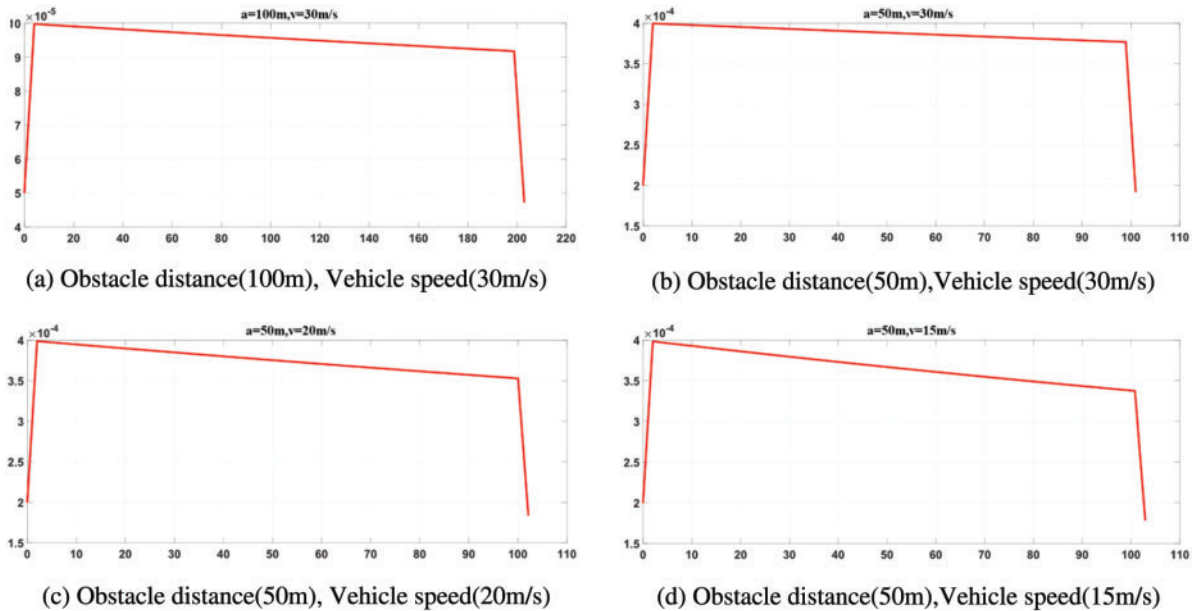 ×10⁻⁵
a=100m,v=30m/s
10
9
8
7
6
5
4
0 20 40 60 80 100 120 140 160 180 200 220
(a) Obstacle distance(100m), Vehicle speed(30m/s)
×10⁻⁴
a=50m,v=30m/s
4
3.5
3
2.5
2
1.5
0 10 20 30 40 50 60 70 80 90 100 110
(b) Obstacle distance(50m),Vehicle speed(30m/s)
×10⁻⁴
a=50m,v=20m/s
4
3.5
3
2.5
2
1.5
0 10 20 30 40 50 60 70 80 90 100 110
(c) Obstacle distance(50m), Vehicle speed(20m/s)
×10⁻⁴
a=50m,v=15m/s
4
3.5
3
2.5
2
1.5
0 10 20 30 40 50 60 70 80 90 100 110
(d) Obstacle distance(50m),Vehicle speed(15m/s)